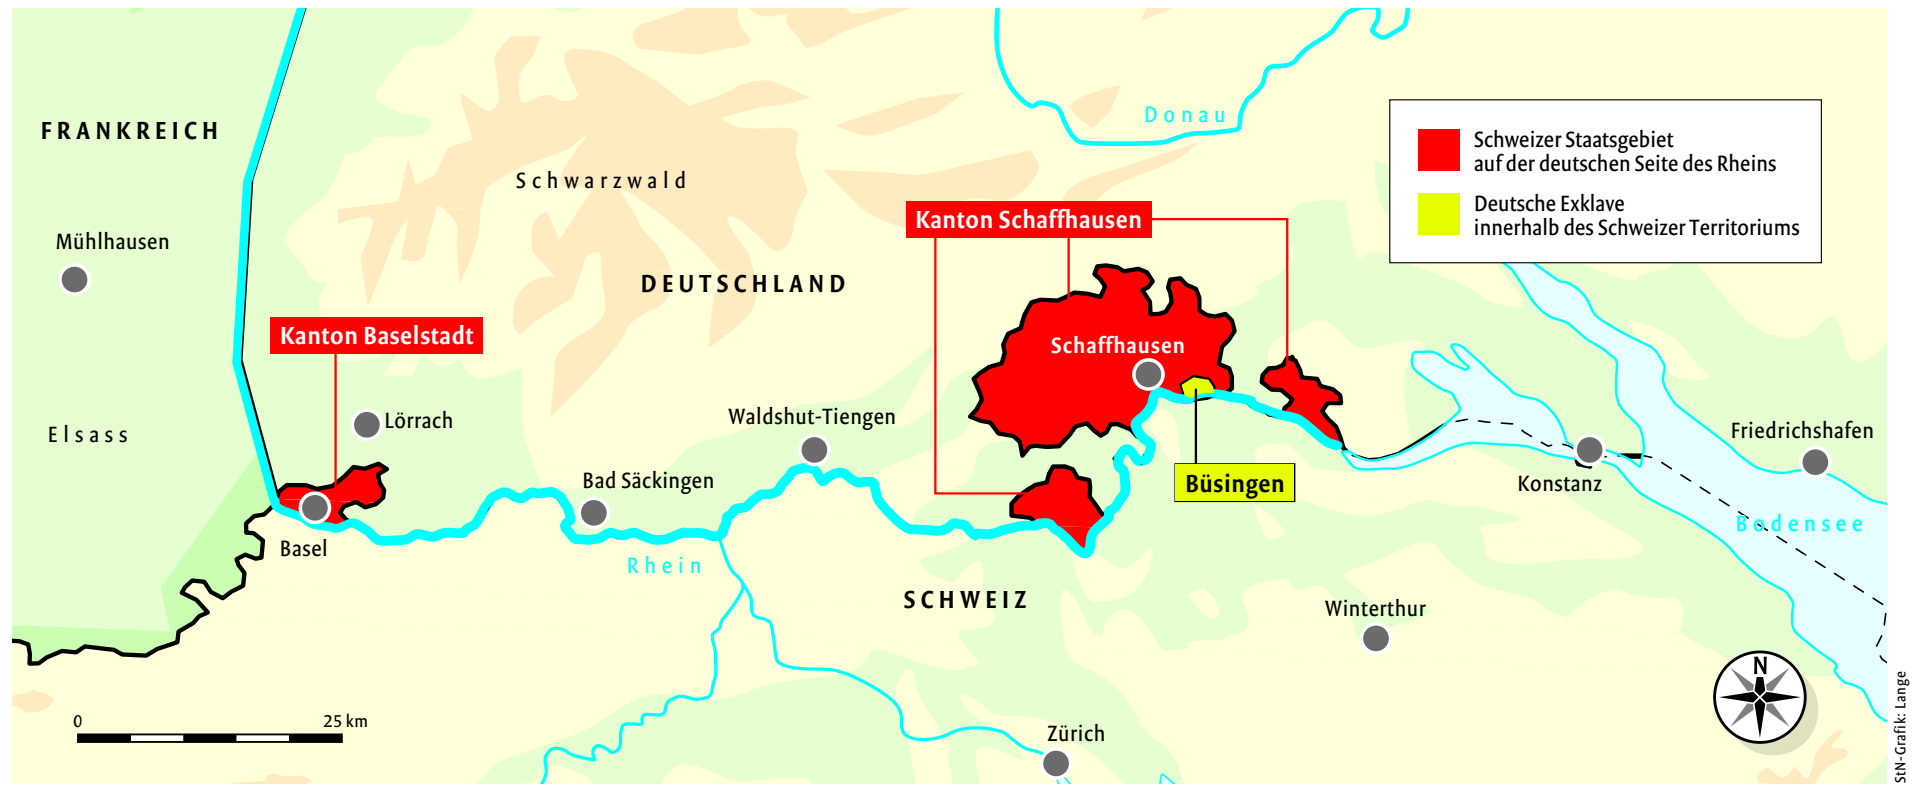 Donau
FRANKREICH
Schweizer Staatsgebiet
auf der deutschen Seite des Rheins
Schwarzwald
Deutsche Exklave
innerhalb des Schweizer Territoriums
Kanton Schaffhausen
Mühlhausen
DEUTSCHLAND
Kanton Baselstadt
Schaffhausen
Waldshut-Tiengen
Lörrach
Elsass
Friedrichshafen
Bad Säckingen
Büsingen
Konstanz
Bodensee
Basel
Rhein
SCHWEIZ
Winterthur
N
0 25 km
Zürich
StN-Grafik: Lange